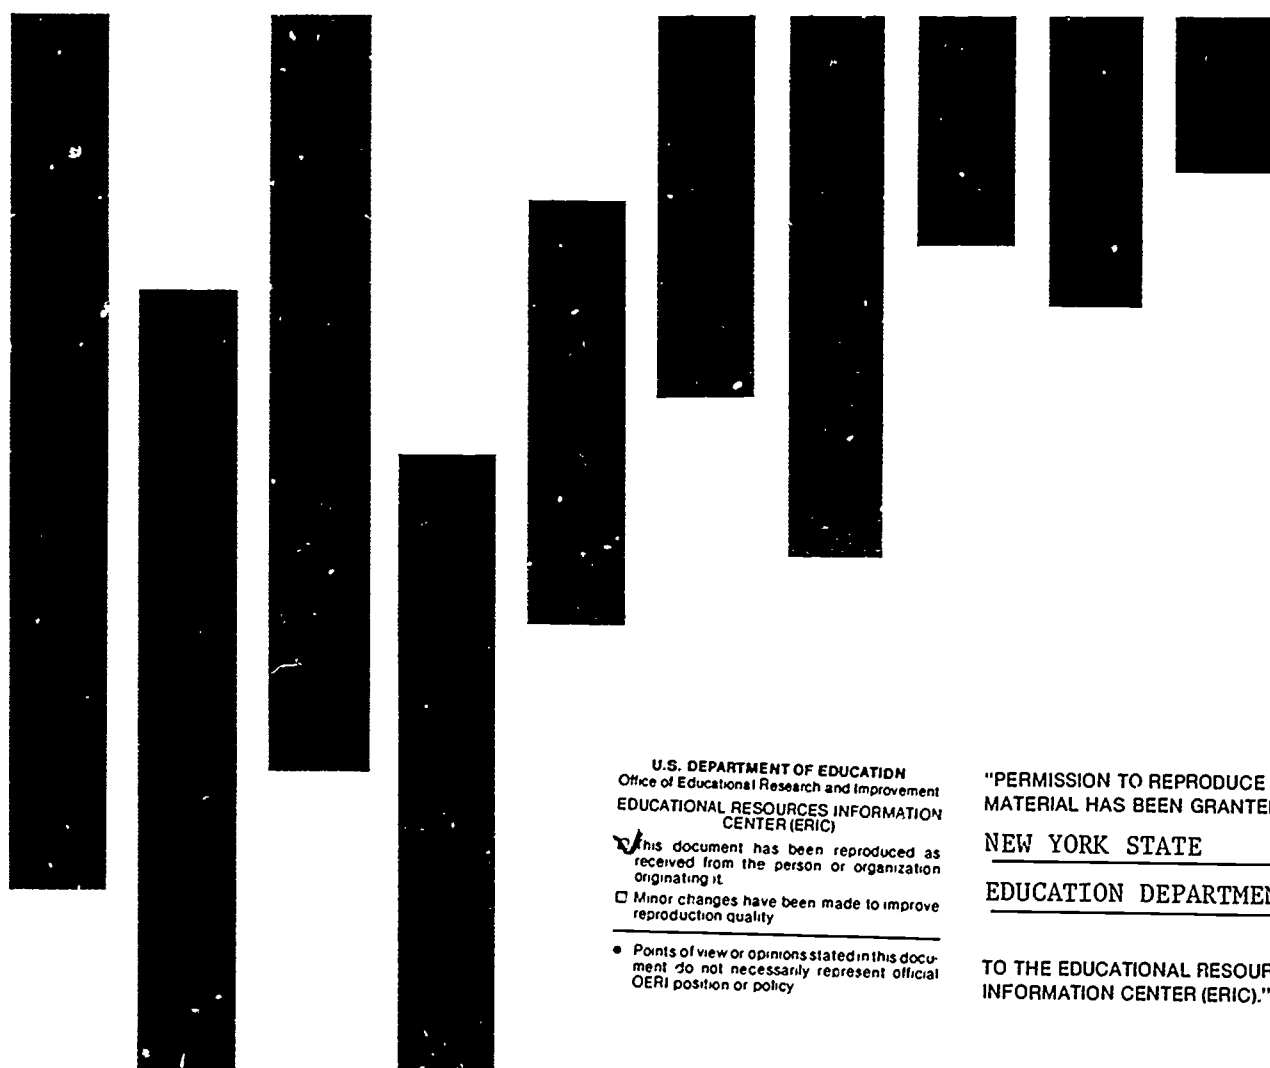 U.S. DEPARTMENT OF EDUCATION
Office of Educational Research and Improvement
EDUCATIONAL RESOURCES INFORMATION
CENTER (ERIC)
This document has been reproduced as
received from the person or organization
originating it.
□ Minor changes have been made to improve
reproduction quality
• Points of view or opinions stated in this docu-
ment do not necessarily represent official
OERI position or policy
"PERMISSION TO REPRODUCE
MATERIAL HAS BEEN GRANTE
NEW YORK STATE
EDUCATION DEPARTMEN
TO THE EDUCATIONAL RESOUR
INFORMATION CENTER (ERIC)."